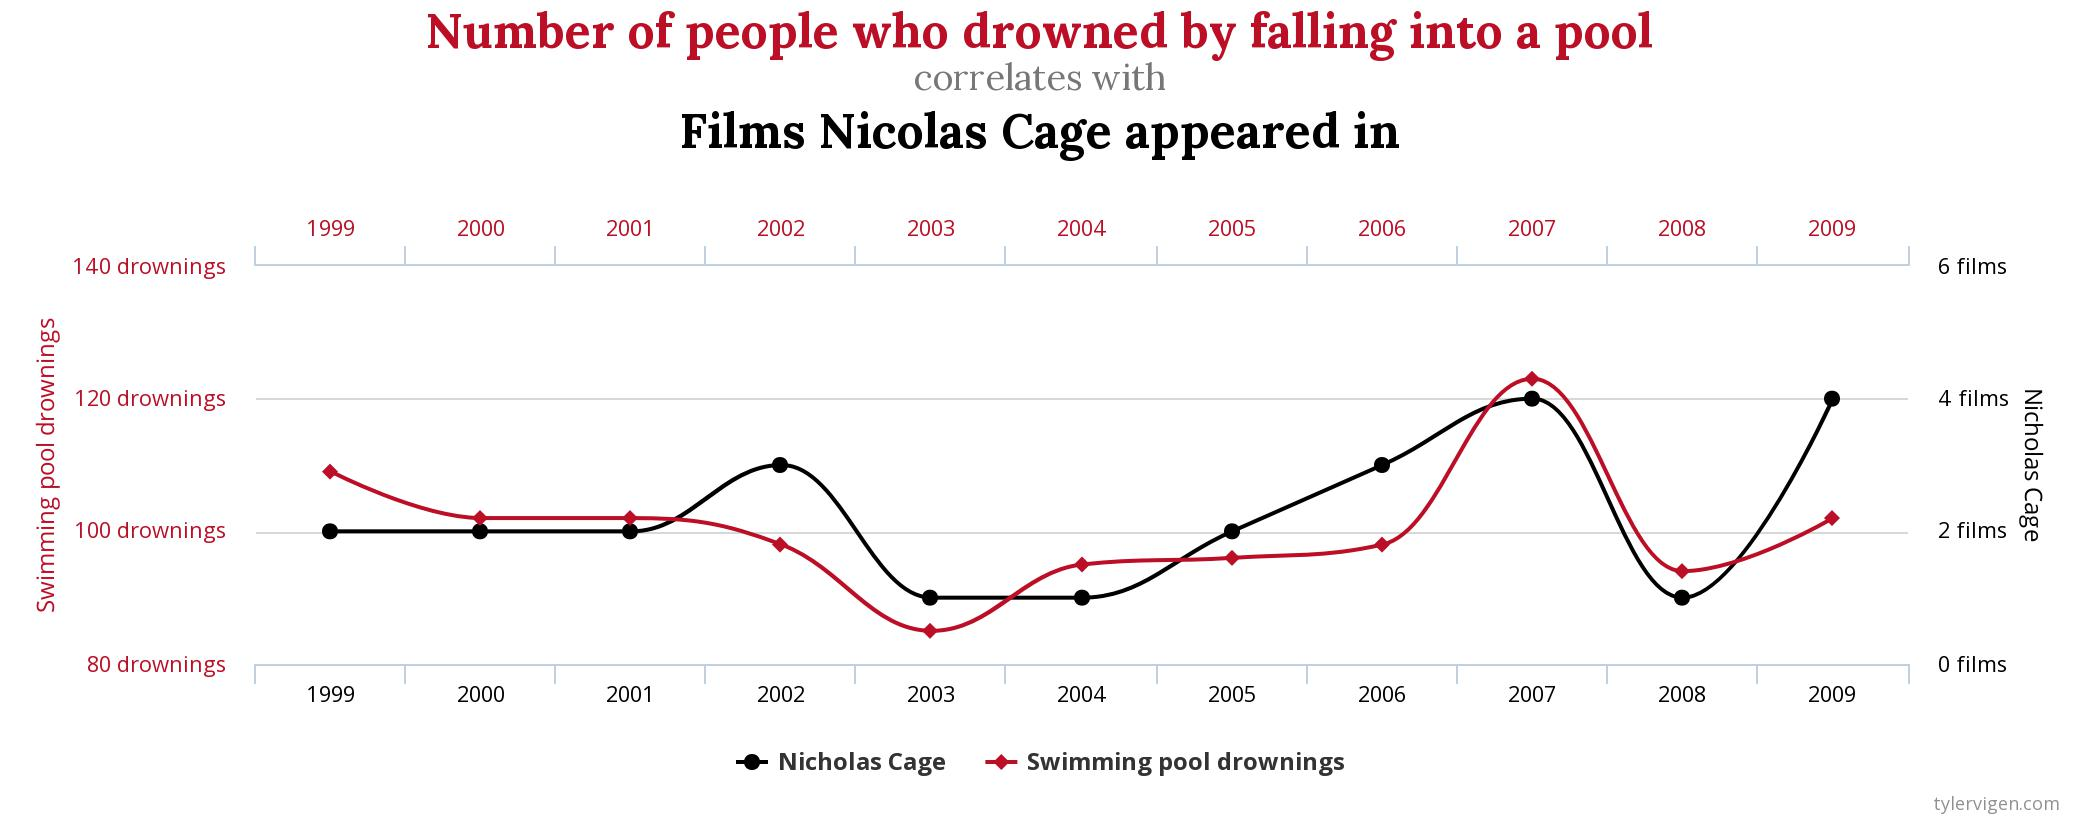 Number of people who drowned by falling into a pool
correlates with
Films Nicolas Cage appeared in
1999 2000 2001 2002 2003 2004 2005 2006 2007 2008 2009
140 drownings 6 films
120 drownings 4 films
100 drownings 2 films
80 drownings 0 films
Swimming pool drownings
Nicholas Cage
1999 2000 2001 2002 2003 2004 2005 2006 2007 2008 2009
Nicholas Cage Swimming pool drownings
tylervigen.com